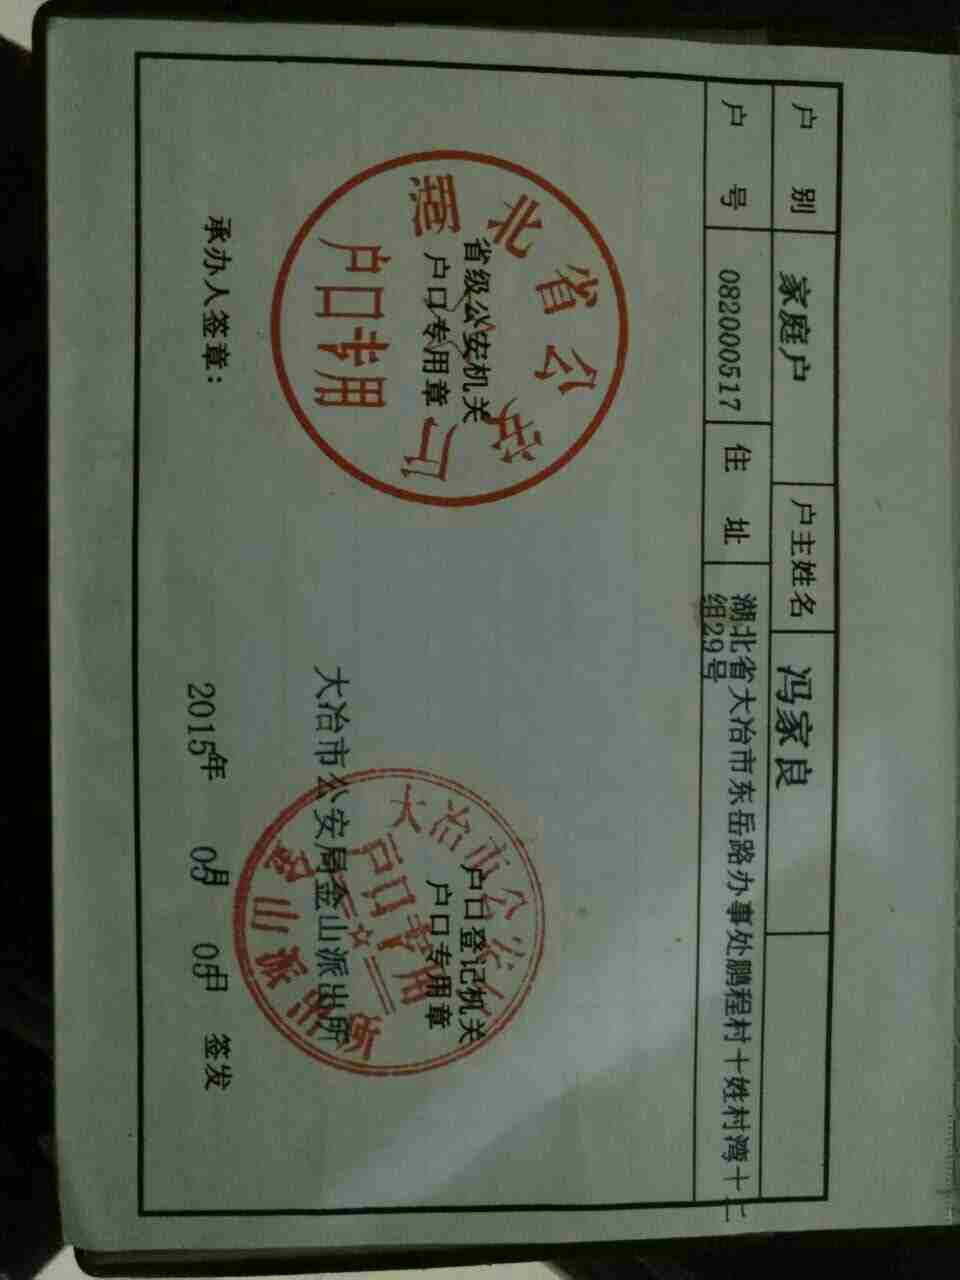 户 别 家庭户 户主姓名 冯家良
户 号 082000517 住 址 湖北省大冶市东岳路办事处鹏程村十姓村湾十二
组29号
湖北省公安厅
户口专用
省级公安机关
户口专用章
大冶市公安局
金山派出所
户口专用
户口登记机关
户口专用章
大冶市公安局金山派出所
承办人签章：
2015年 05月 05日 签发